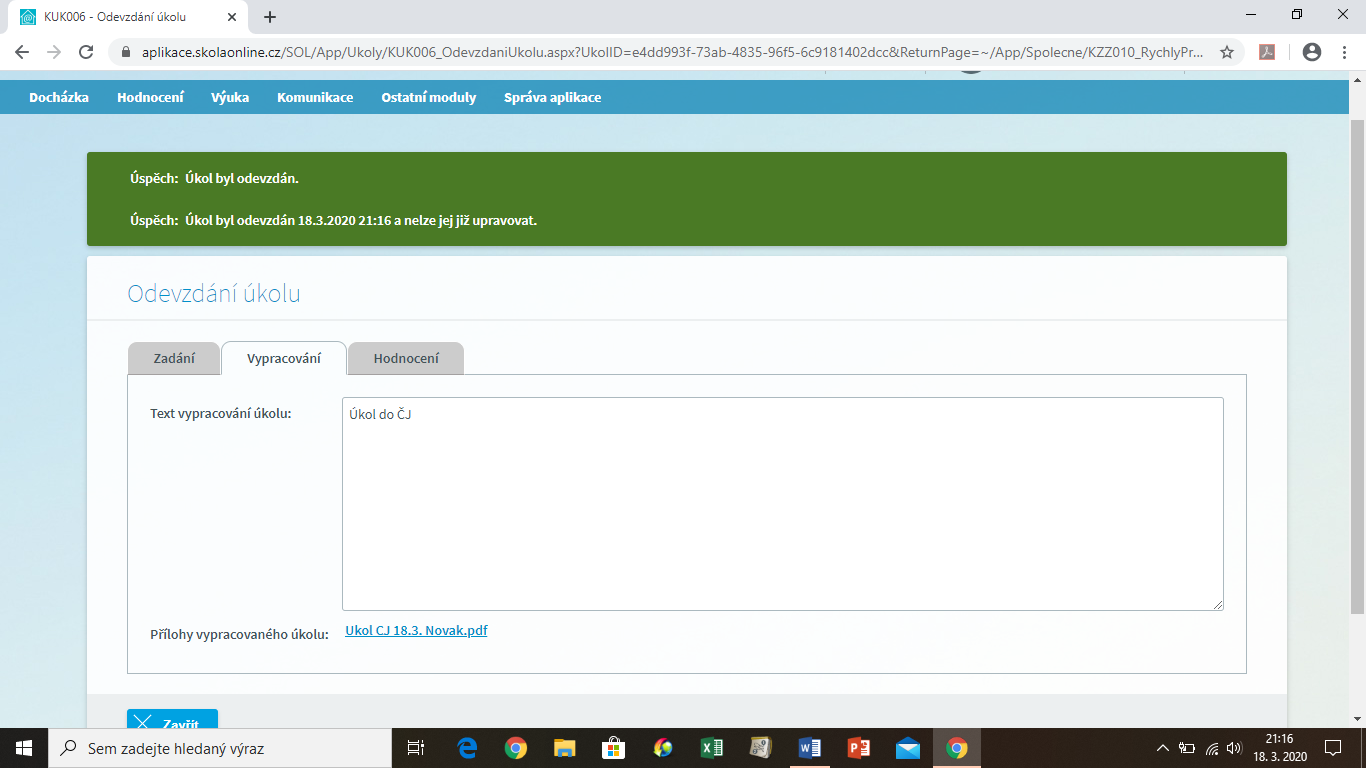 KUK006 - Odevzdání úkolu
aplikace.skolaonline.cz/SOL/App/Ukoly/KUK006_OdevzdaniUkolu.aspx?UkolID=e4dd993f-73ab-4835-96f5-6c9181402dcc&ReturnPage=~/App/Spolecne/KZZ010_RychlyPr...
Docházka Hodnocení Výuka Komunikace Ostatní moduly Správa aplikace
Úspěch: Úkol byl odevzdán.
Úspěch: Úkol byl odevzdán 18.3.2020 21:16 a nelze jej již upravovat.
Odevzdání úkolu
Zadání Vypracování Hodnocení
Text vypracování úkolu: Úkol do ČJ
Přílohy vypracovaného úkolu: Ukol CJ 18.3. Novak.pdf
Zavřít
Sem zadejte hledaný výraz
21:16
18. 3. 2020